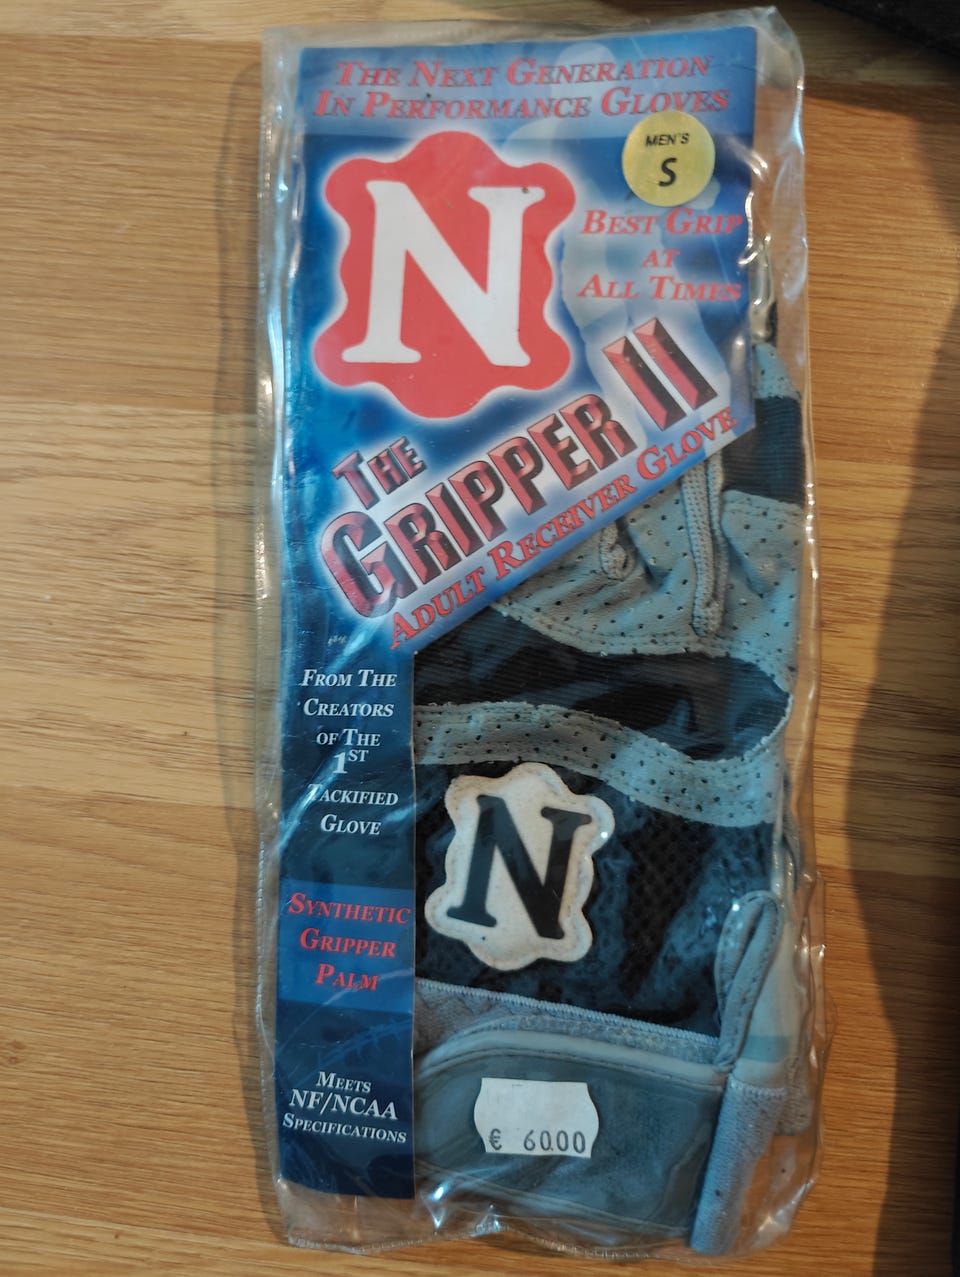 THE NEXT GENERATION
IN PERFORMANCE GLOVES
MEN'S
S
N
BEST GRIP
AT
ALL TIMES
THE
GRIPPER II
ADULT RECEIVER GLOVE
FROM THE
CREATORS
OF THE
1ST
TACKIFIED
GLOVE
N
SYNTHETIC
GRIPPER
PALM
MEETS
NF/NCAA
SPECIFICATIONS
€ 60.00